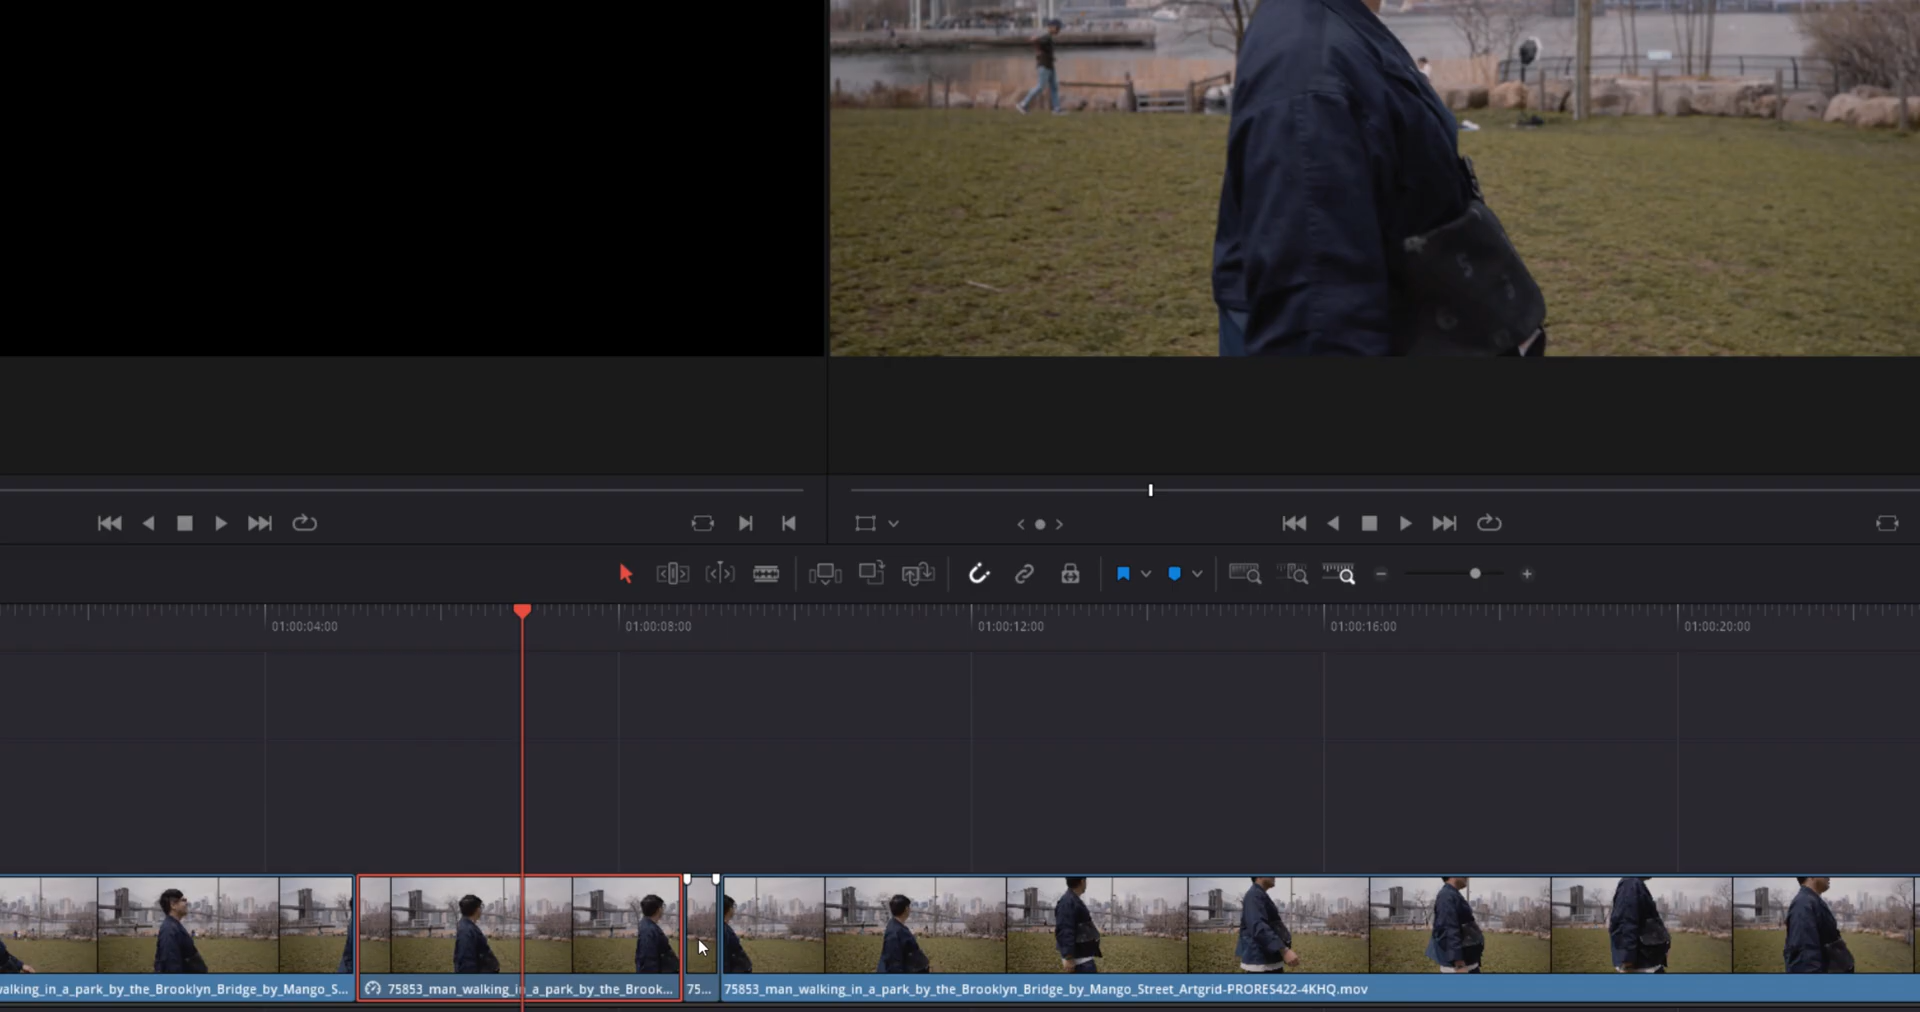 01:00:04:00
01:00:08:00
01:00:12:00
01:00:16:00
01:00:20:00
valking_in_a_park_by_the_Brooklyn_Bridge_by_Mango_S...
75853_man_walking_in_a_park_by_the_Brook...
75...
75853_man_walking_in_a_park_by_the_Brooklyn_Bridge_by_Mango_Street_Artgrid-PRORES422-4KHQ.mov